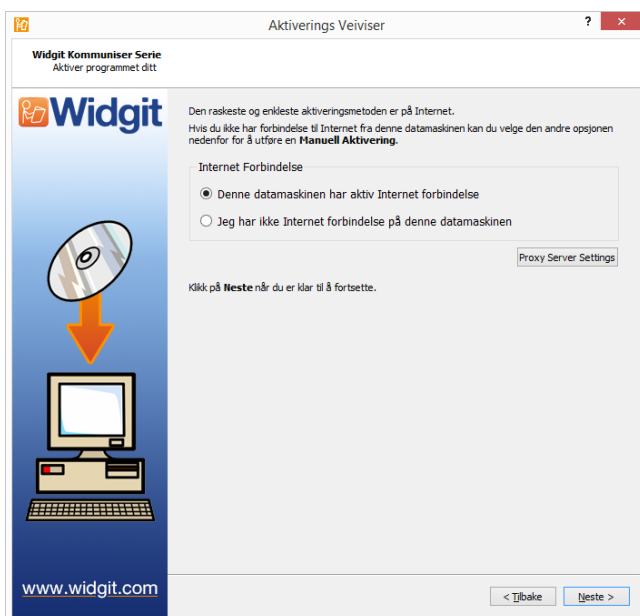 Aktiverings Veiviser
?
x
Widgit Kommuniser Serie
Aktiver programmet ditt
Widgit
Den raskeste og enkleste aktiveringsmetoden er på Internet.
Hvis du ikke har forbindelse til Internet fra denne datamaskinen kan du velge den andre opsjonen
nedenfor for å utføre en Manuell Aktivering.
Internet Forbindelse
Denne datamaskinen har aktiv Internet forbindelse
Jeg har ikke Internet forbindelse på denne datamaskinen
Proxy Server Settings
Klikk på Neste når du er klar til å fortsette.
www.widgit.com
< Tilbake
Neste >